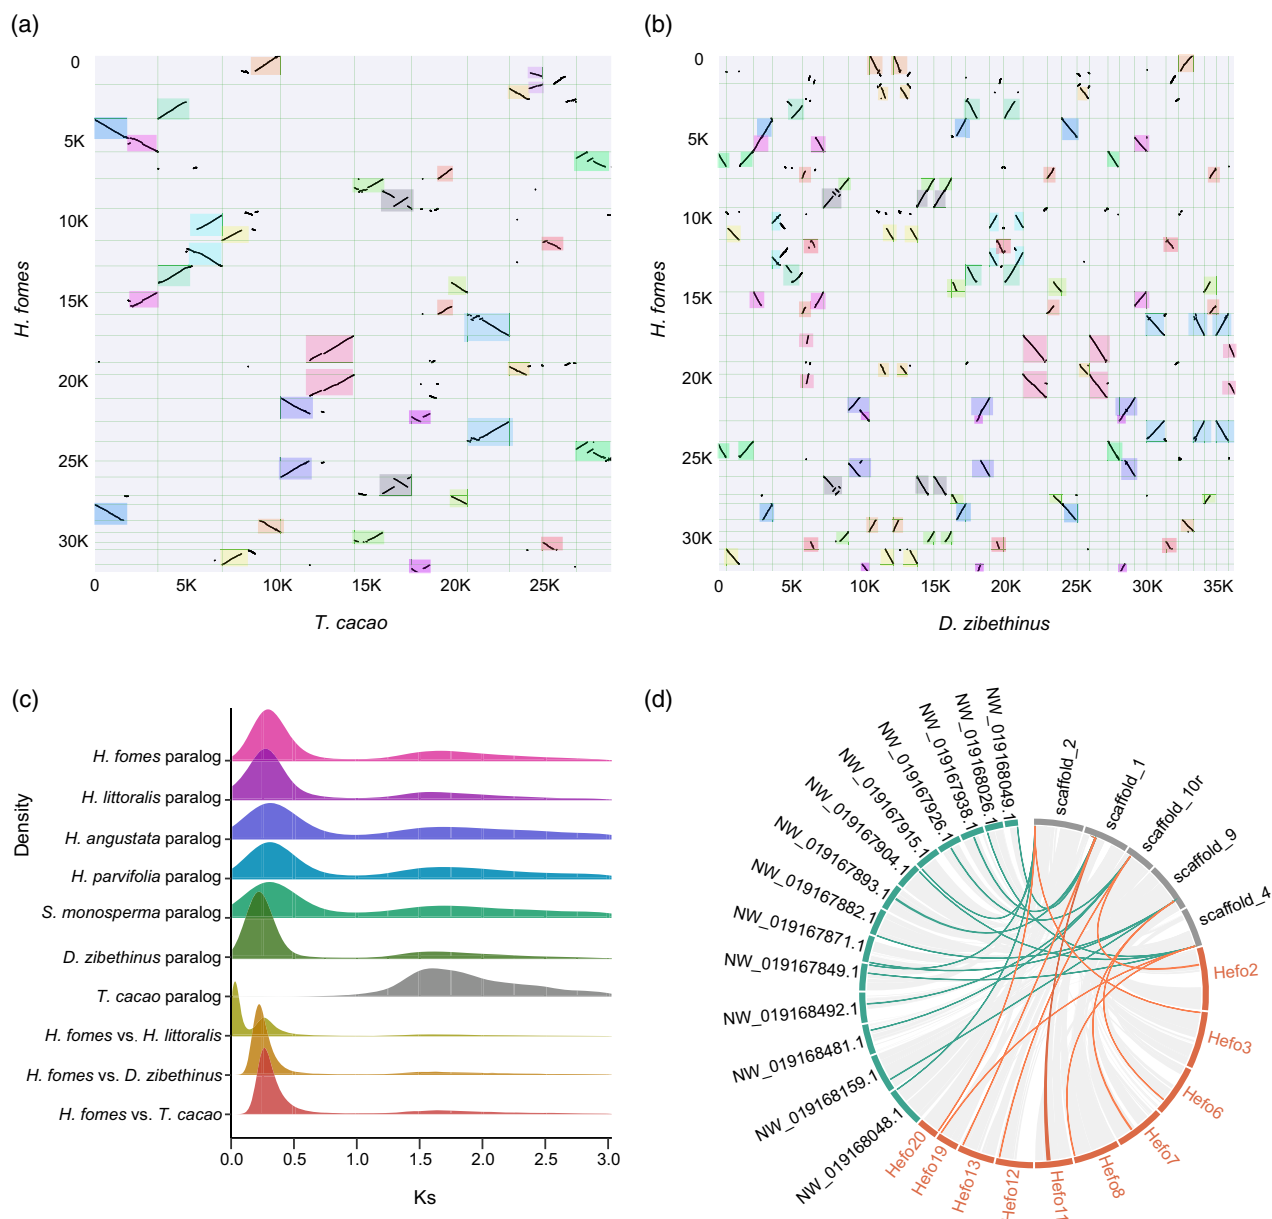 (a)
(b)
0
5K
10K
15K
20K
25K
30K
H. fomes
0
5K
10K
15K
20K
25K
T. cacao
0
5K
10K
15K
20K
25K
30K
H. fomes
0
5K
10K
15K
20K
25K
30K
35K
D. zibethinus
(c)
(d)
Density
H. fomes paralog
H. littoralis paralog
H. angustata paralog
H. parvifolia paralog
S. monosperma paralog
D. zibethinus paralog
T. cacao paralog
H. fomes vs. H. littoralis
H. fomes vs. D. zibethinus
H. fomes vs. T. cacao
0.0
0.5
1.0
1.5
2.0
2.5
3.0
Ks
scaffold_2
scaffold_1
scaffold_10r
scaffold_9
scaffold_4
Hefo2
Hefo3
Hefo6
Hefo7
Hefo8
Hefo11
Hefo12
Hefo13
Hefo19
Hefo20
NW_019168048.1
NW_019168159.1
NW_019168481.1
NW_019168492.1
NW_019167849.1
NW_019167871.1
NW_019167882.1
NW_019167893.1
NW_019167904.1
NW_019167915.1
NW_019167926.1
NW_019167938.1
NW_019168026.1
NW_019168049.1